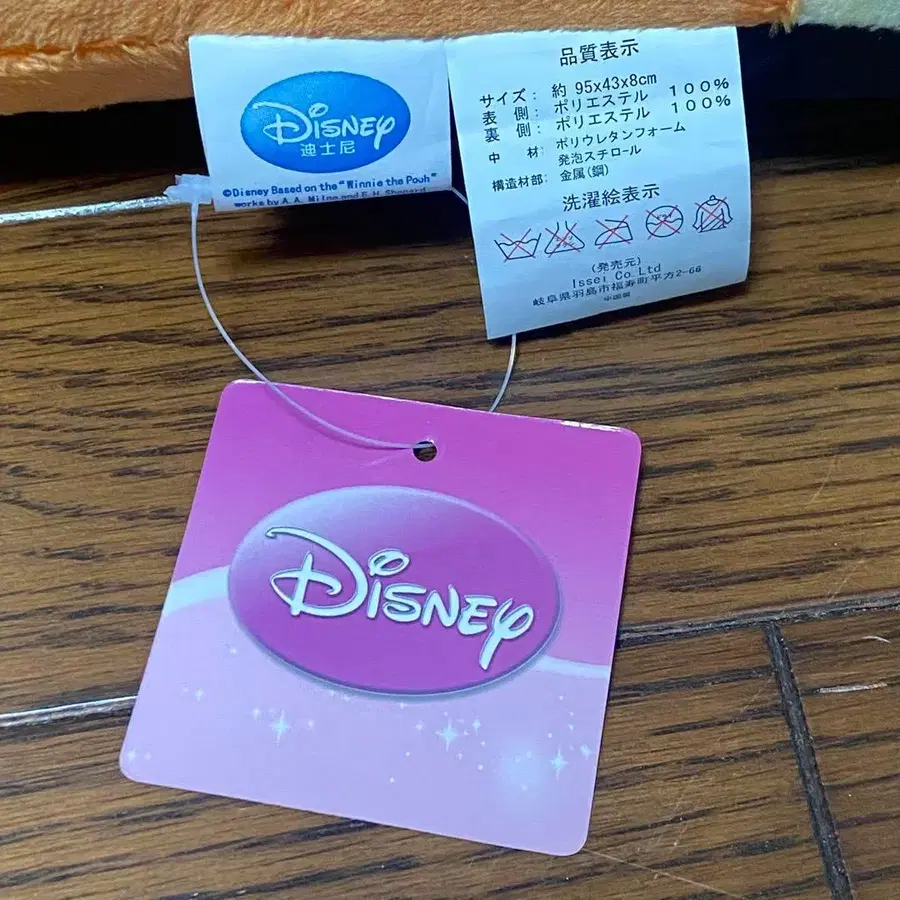 Disney
迪士尼
©Disney Based on the "Winnie the Pooh"
works by A.A. Milne and E.H. Shepard
品質表示
サイズ: 約 95x43x8cm
表 側: ポリエステル 100%
裏 側: ポリエステル 100%
中 材: ポリウレタンフォーム
発泡スチロール
構造材部: 金属(鋼)
洗濯絵表示
(発売元)
Issei Co.Ltd
岐阜県羽島市福寿町平方2-66
中国製
Disney